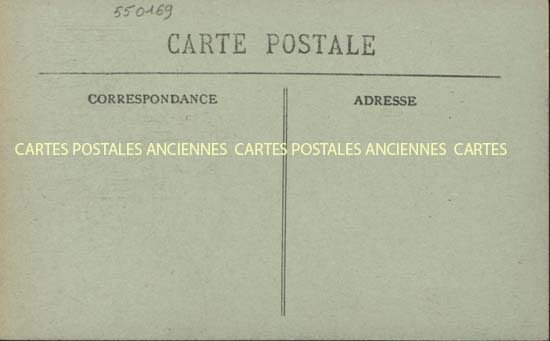 550169
CARTE POSTALE
CORRESPONDANCE
ADRESSE
CARTES POSTALES ANCIENNES CARTES POSTALES ANCIENNES CARTES